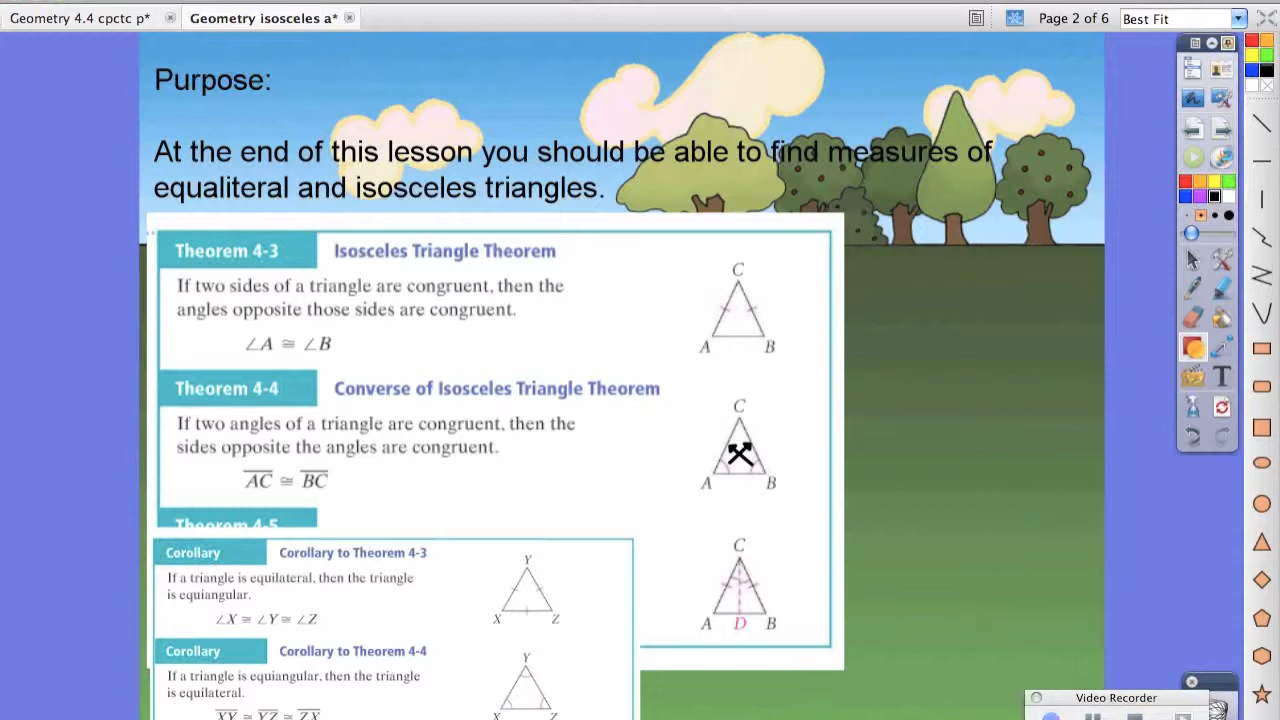 Geometry 4.4 cpctc p*
Geometry isosceles a*
Page 2 of 6
Best Fit
Purpose:
At the end of this lesson you should be able to find measures of
equaliteral and isosceles triangles.
Theorem 4-3
Isosceles Triangle Theorem
If two sides of a triangle are congruent, then the
angles opposite those sides are congruent.
∠A ≅ ∠B
C
A
B
Theorem 4-4
Converse of Isosceles Triangle Theorem
If two angles of a triangle are congruent, then the
sides opposite the angles are congruent.
A̅C̅ ≅ B̅C̅
C
A
B
Theorem 4-5
C
A
D
B
Corollary
Corollary to Theorem 4-3
If a triangle is equilateral, then the triangle
is equiangular.
∠X ≅ ∠Y ≅ ∠Z
Y
X
Z
Corollary
Corollary to Theorem 4-4
If a triangle is equiangular, then the triangle
is equilateral.
X̅Y̅ ≅ Y̅Z̅ ≅ Z̅X̅
Y
X
Z
T
Video Recorder